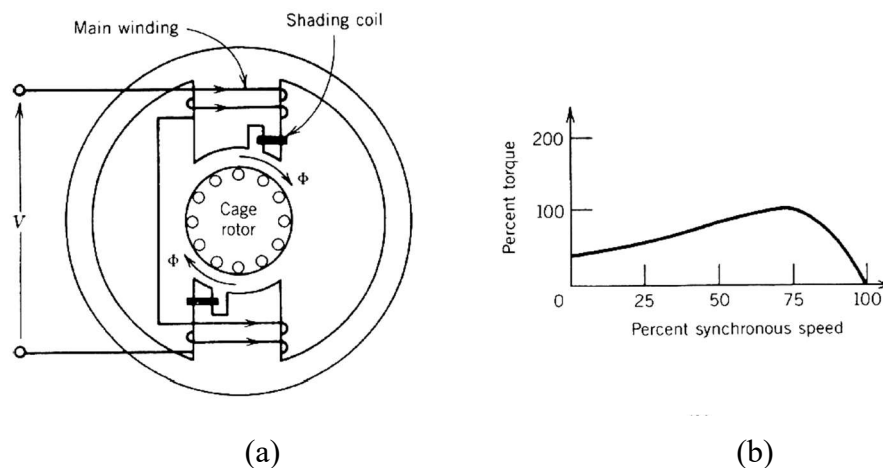 Main winding
Shading coil
V
Φ
Cage
rotor
Φ
(a)
Percent torque
200
100
0
25
50
75
100
Percent synchronous speed
(b)